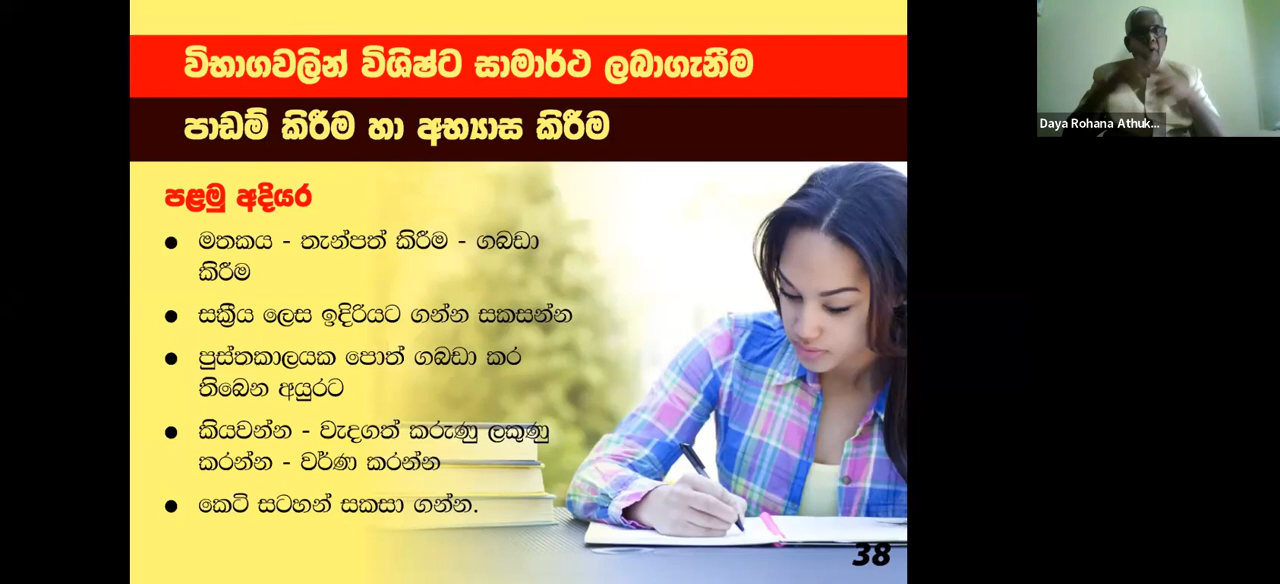 විභාගවලින් විශිෂ්ට සාමාර්ථ ලබාගැනීම
පාඩම් කිරීම හා අභ්‍යාස කිරීම
පළමු අදියර
● මතකය - තැන්පත් කිරීම - ගබඩා
කිරීම
● සක්‍රීය ලෙස ඉදිරියට ගන්න සකසන්න
● පුස්තකාලයක පොත් ගබඩා කර
තිබෙන අයුරට
● කියවන්න - වැදගත් කරුණු ලකුණු
කරන්න - වර්ණ කරන්න
● කෙටි සටහන් සකසා ගන්න.
38
Daya Rohana Athuk...